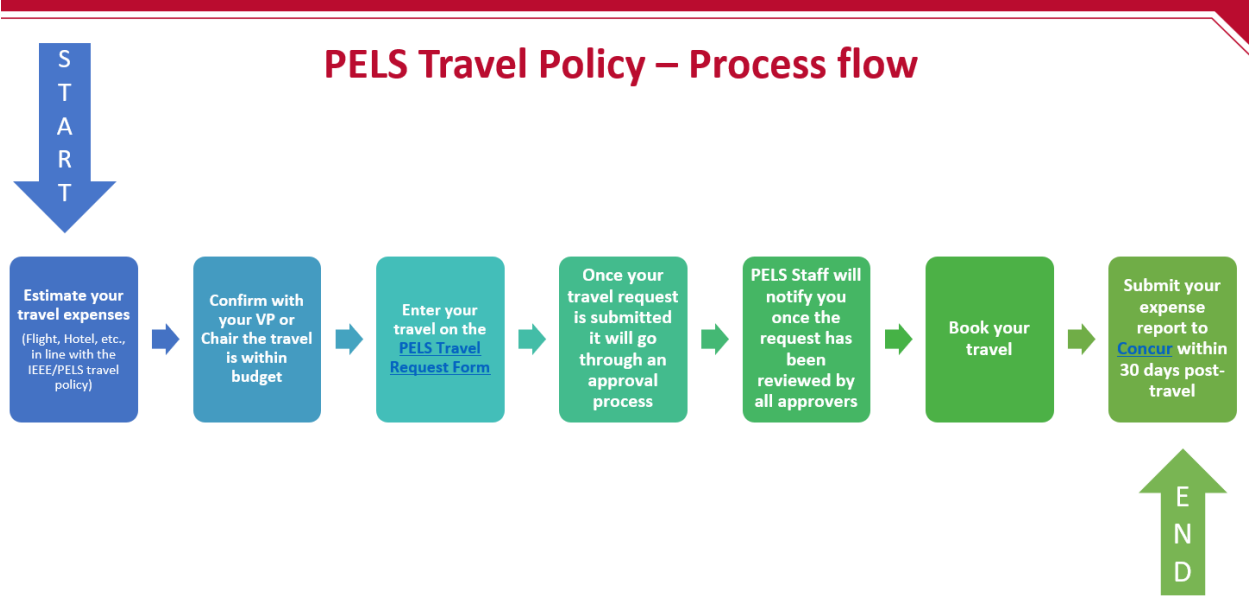 PELS Travel Policy – Process flow
S
T
A
R
T
Estimate your
travel expenses
(Flight, Hotel, etc.,
in line with the
IEEE/PELS travel
policy)
Confirm with
your VP or
Chair the travel
is within
budget
Enter your
travel on the
PELS Travel
Request Form
Once your
travel request
is submitted
it will go
through an
approval
process
PELS Staff will
notify you
once the
request has
been
reviewed by
all approvers
Book your
travel
Submit your
expense
report to
Concur within
30 days post-
travel
E
N
D